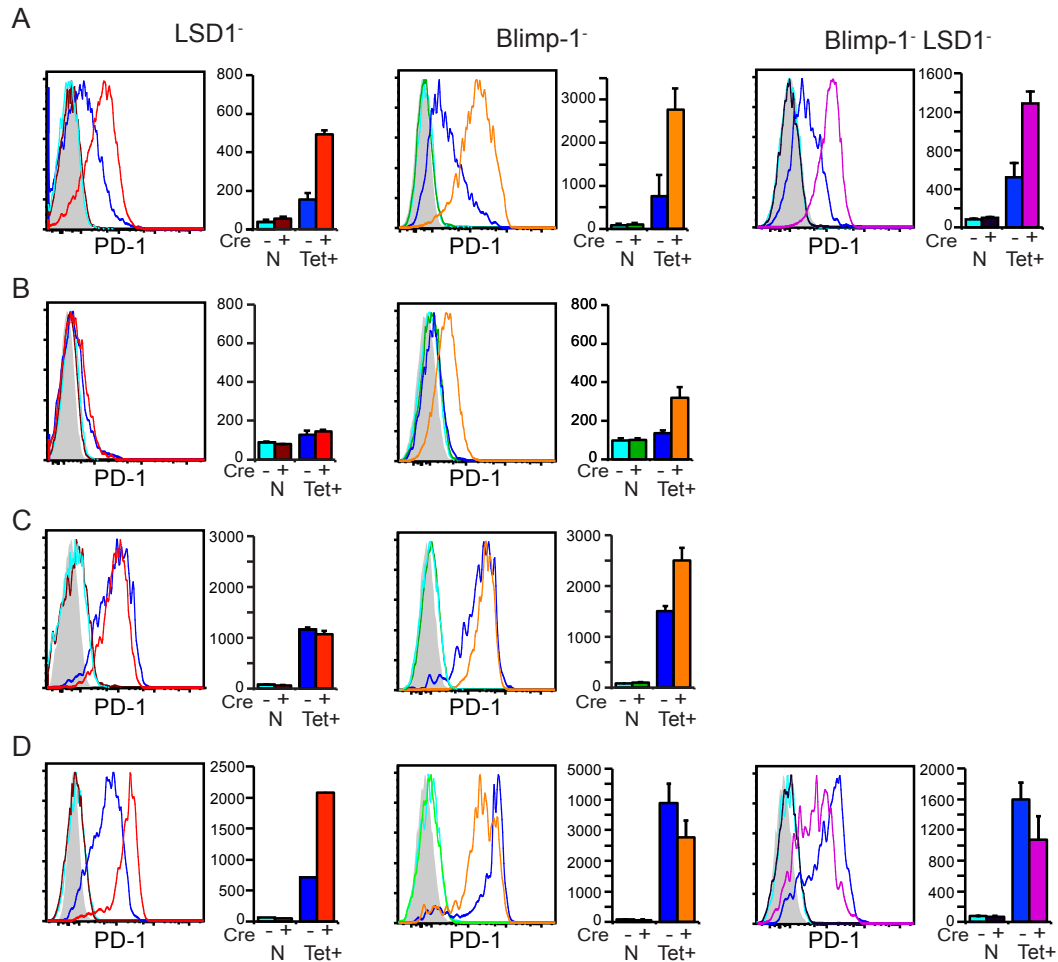 A
LSD1-
Blimp-1-
Blimp-1- LSD1-
800
600
400
200
0
PD-1
Cre - + - +
N Tet+
3000
2000
1000
0
PD-1
Cre - + - +
N Tet+
1600
1200
800
400
0
PD-1
Cre - + - +
N Tet+
B
800
600
400
200
0
PD-1
Cre - + - +
N Tet+
800
600
400
200
0
PD-1
Cre - + - +
N Tet+
C
3000
2000
1000
0
PD-1
Cre - + - +
N Tet+
3000
2000
1000
0
PD-1
Cre - + - +
N Tet+
D
2500
2000
1500
1000
500
0
PD-1
Cre - + - +
N Tet+
5000
4000
3000
2000
1000
0
PD-1
Cre - + - +
N Tet+
2000
1600
1200
800
400
0
PD-1
Cre - + - +
N Tet+